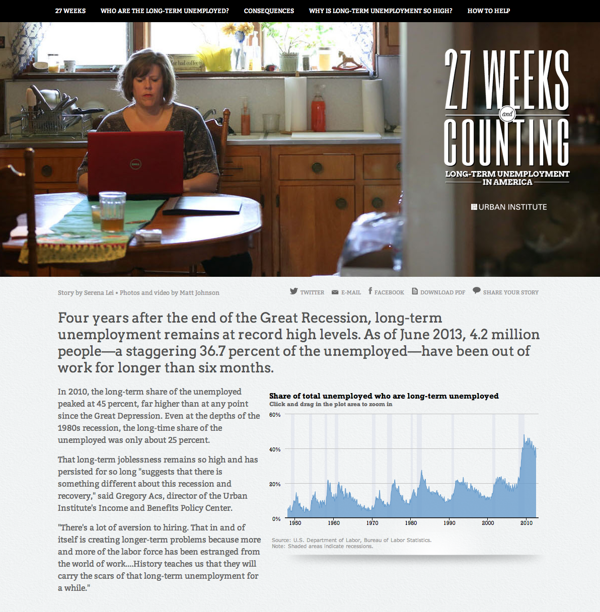 27 WEEKS WHO ARE THE LONG-TERM UNEMPLOYED? CONSEQUENCES WHY IS LONG-TERM UNEMPLOYMENT SO HIGH? HOW TO HELP
27 WEEKS
and
COUNTING
LONG-TERM UNEMPLOYMENT
IN AMERICA
URBAN INSTITUTE
DELL
Story by Serena Lei • Photos and video by Matt Johnson
TWITTER E-MAIL FACEBOOK DOWNLOAD PDF SHARE YOUR STORY
Four years after the end of the Great Recession, long-term
unemployment remains at record high levels. As of June 2013, 4.2 million
people—a staggering 36.7 percent of the unemployed—have been out of
work for longer than six months.
In 2010, the long-term share of the unemployed
peaked at 45 percent, far higher than at any point
since the Great Depression. Even at the depths of the
1980s recession, the long-time share of the
unemployed was only about 25 percent.
That long-term joblessness remains so high and has
persisted for so long "suggests that there is
something different about this recession and
recovery," said Gregory Acs, director of the Urban
Institute's Income and Benefits Policy Center.
"There's a lot of aversion to hiring. That in and of
itself is creating longer-term problems because more
and more of the labor force has been estranged from
the world of work....History teaches us that they will
carry the scars of that long-term unemployment for
a while."
Share of total unemployed who are long-term unemployed
Click and drag in the plot area to zoom in
60%
40%
20%
0%
1950 1960 1970 1980 1990 2000 2010
Source: U.S. Department of Labor, Bureau of Labor Statistics.
Note: Shaded areas indicate recessions.